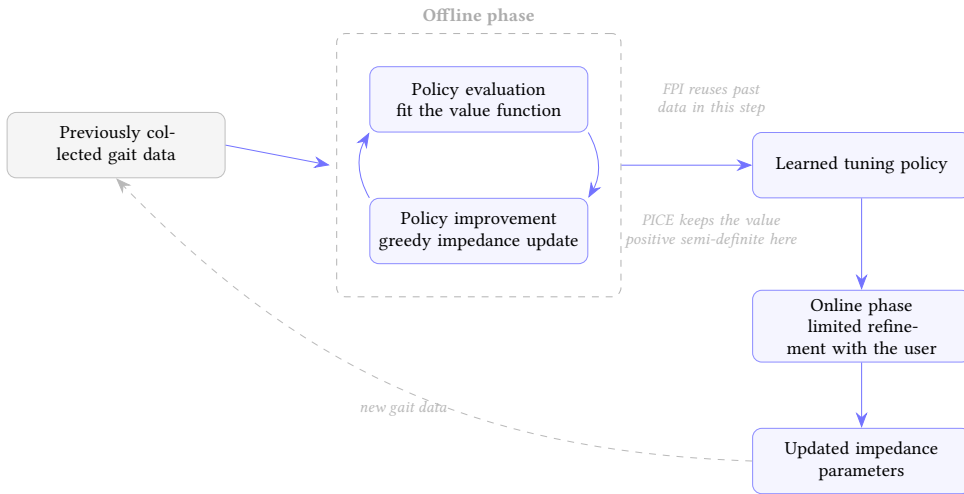 Offline phase
Policy evaluation
fit the value function
FPI reuses past
data in this step
Previously col-
lected gait data
Learned tuning policy
Policy improvement
greedy impedance update
PICE keeps the value
positive semi-definite here
Online phase
limited refine-
ment with the user
new gait data
Updated impedance
parameters